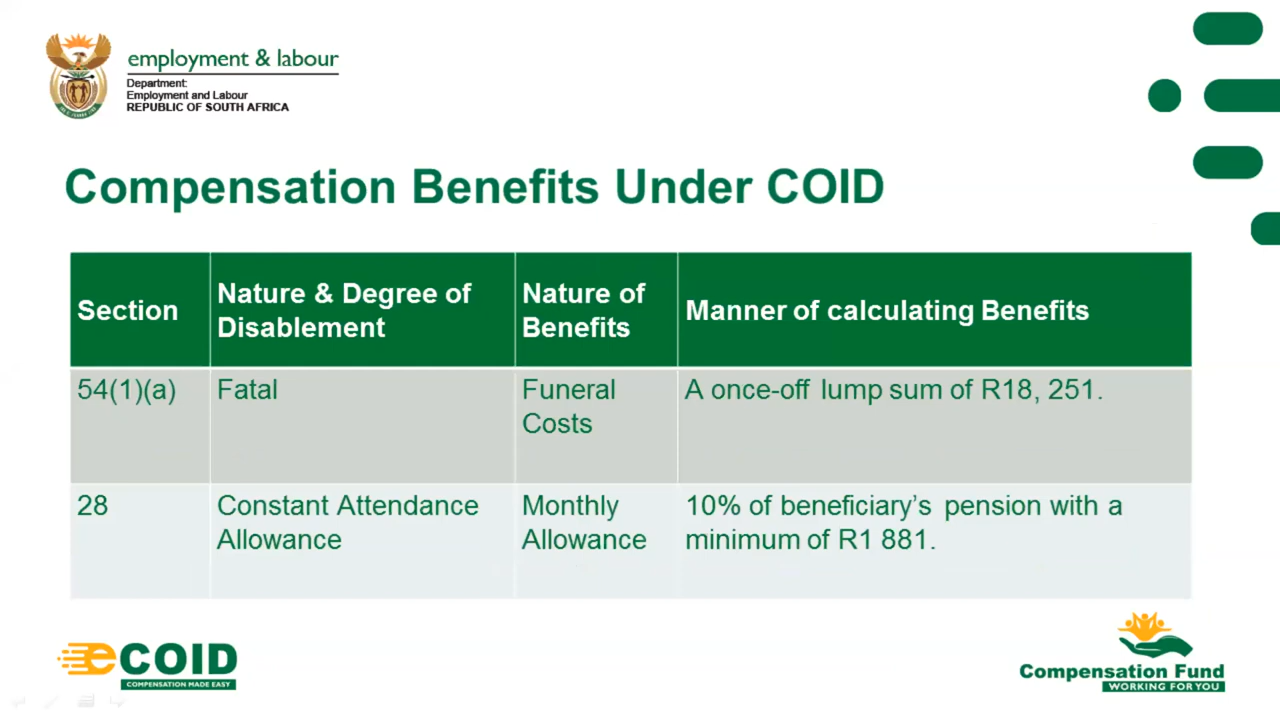 employment & labour
Department:
Employment and Labour
REPUBLIC OF SOUTH AFRICA
Compensation Benefits Under COID
Section
Nature & Degree of
Disablement
Nature of
Benefits
Manner of calculating Benefits
54(1)(a)
Fatal
Funeral
Costs
A once-off lump sum of R18, 251.
28
Constant Attendance
Allowance
Monthly
Allowance
10% of beneficiary’s pension with a
minimum of R1 881.
eCOID
COMPENSATION MADE EASY
Compensation Fund
WORKING FOR YOU